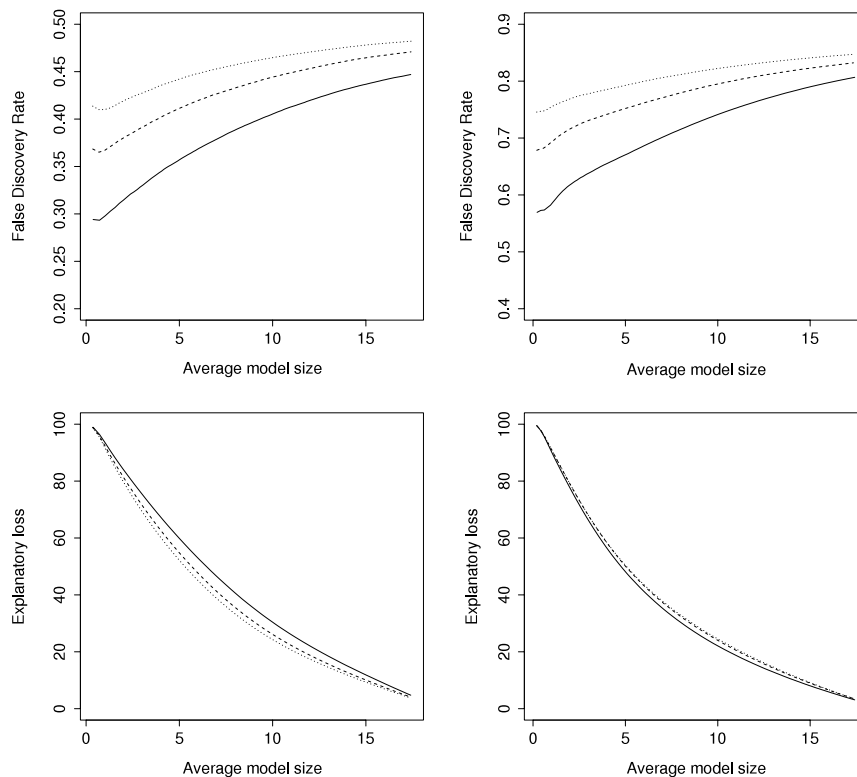 False Discovery Rate
0.20 0.25 0.30 0.35 0.40 0.45 0.50
0 5 10 15
Average model size
False Discovery Rate
0.4 0.5 0.6 0.7 0.8 0.9
0 5 10 15
Average model size
Explanatory loss
0 20 40 60 80 100
0 5 10 15
Average model size
Explanatory loss
0 20 40 60 80 100
0 5 10 15
Average model size